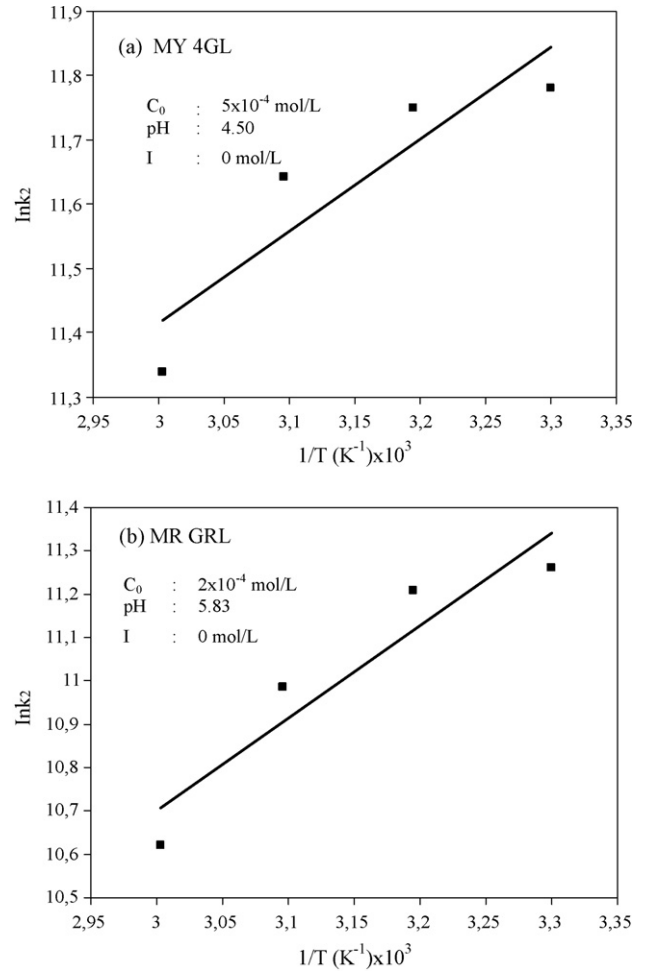 (a) MY 4GL
C₀ : 5x10⁻⁴ mol/L
pH : 4.50
I : 0 mol/L
lnk₂
11,9
11,8
11,7
11,6
11,5
11,4
11,3
2,95 3 3,05 3,1 3,15 3,2 3,25 3,3 3,35
1/T (K⁻¹)x10³
(b) MR GRL
C₀ : 2x10⁻⁴ mol/L
pH : 5.83
I : 0 mol/L
lnk₂
11,4
11,3
11,2
11,1
11
10,9
10,8
10,7
10,6
10,5
2,95 3 3,05 3,1 3,15 3,2 3,25 3,3 3,35
1/T (K⁻¹)x10³